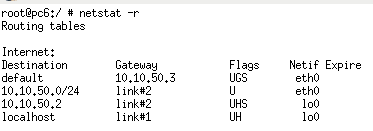 root@pc6:/ # netstat -r
Routing tables

Internet:
Destination        Gateway            Flags     Netif Expire
default            10.10.50.3         UGS        eth0
10.10.50.0/24      link#2             U          eth0
10.10.50.2         link#2             UHS         lo0
localhost          link#1             UH          lo0